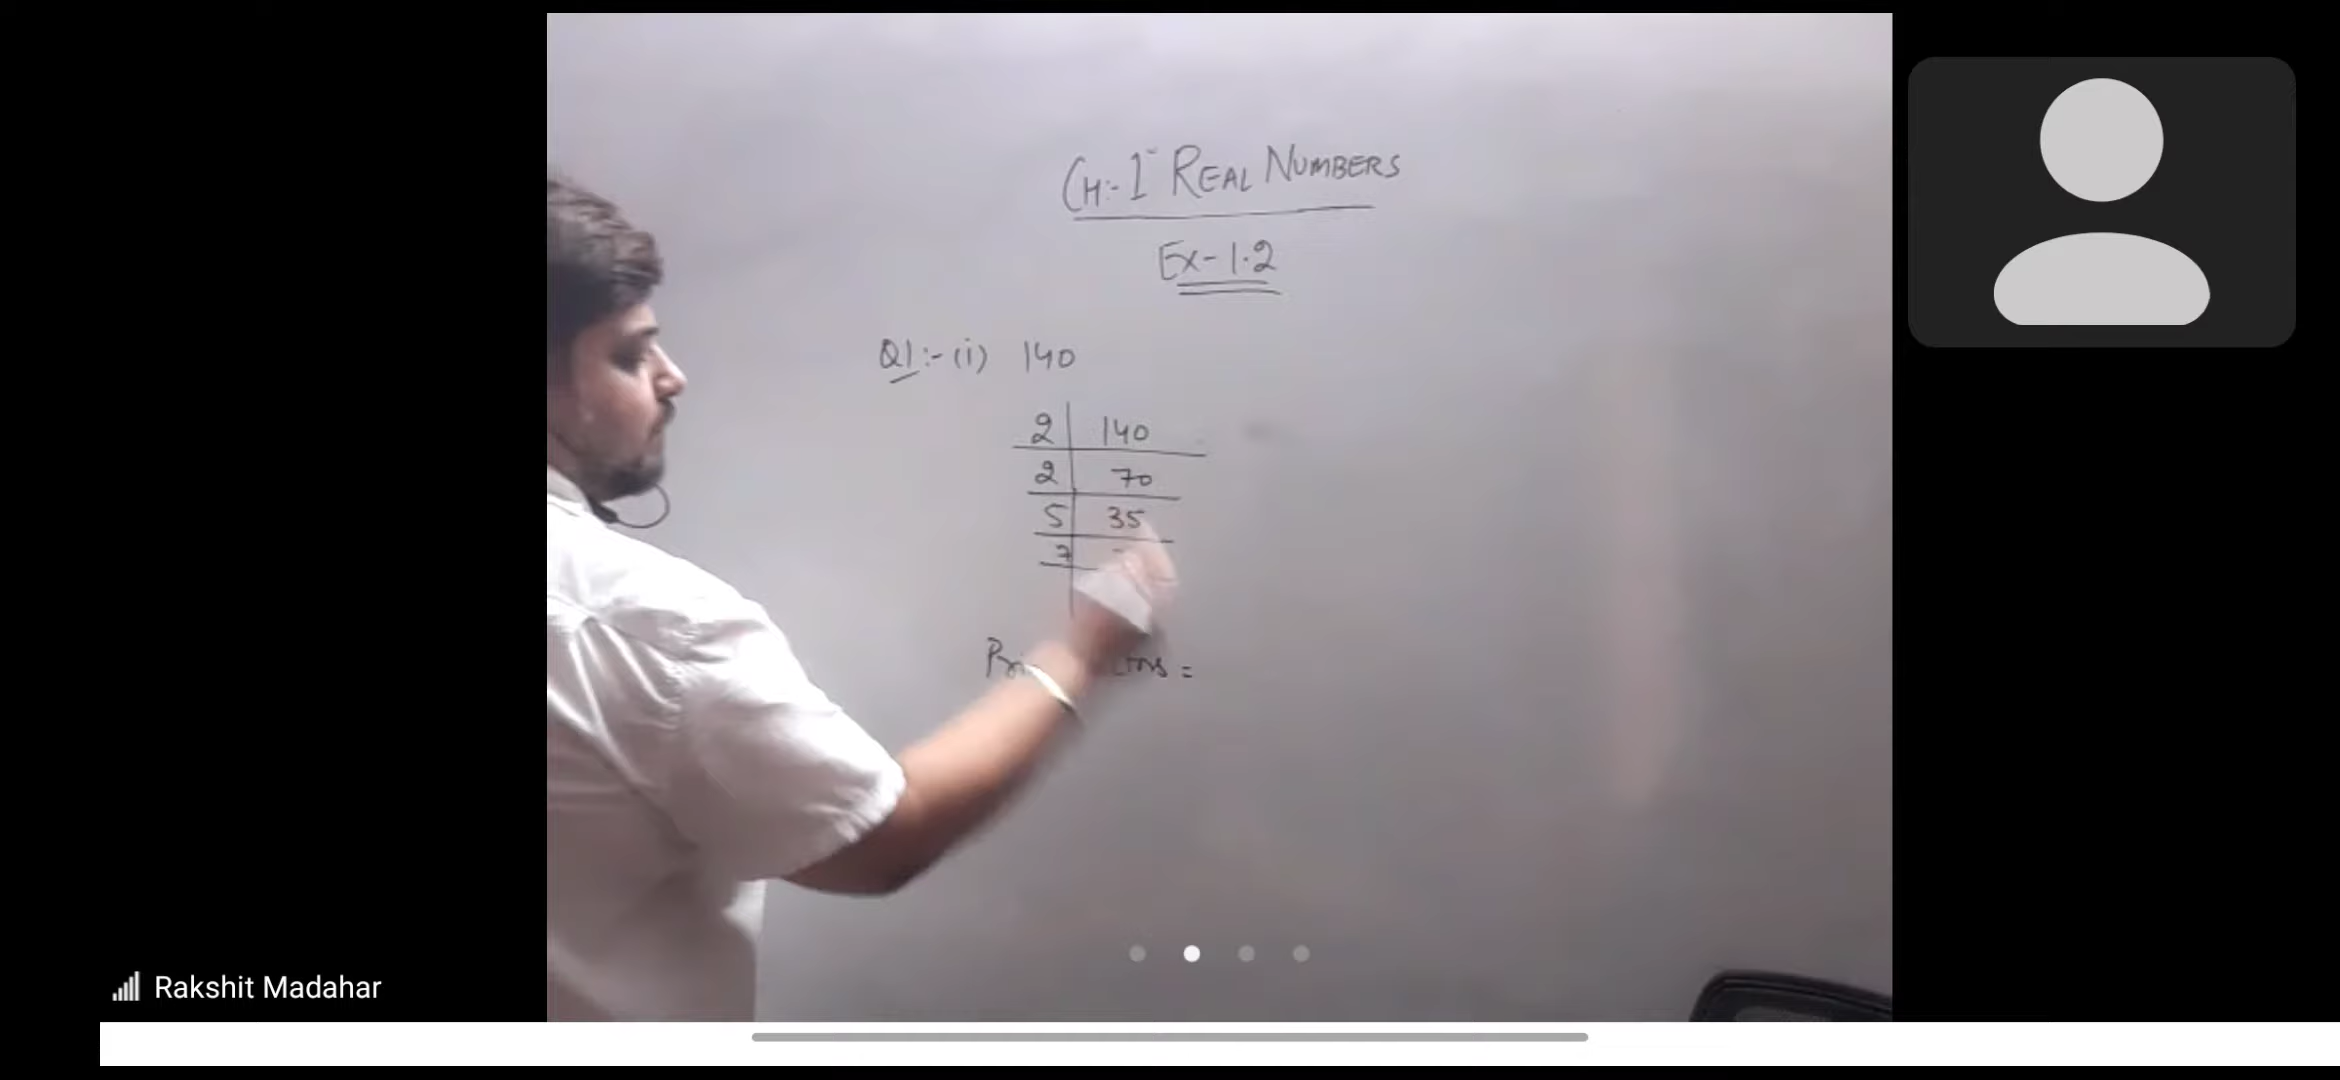 CH:- 1 REAL NUMBERS
Ex- 1.2
Q1:- (i) 140
2 140
2 70
5 35
7
=
Rakshit Madahar